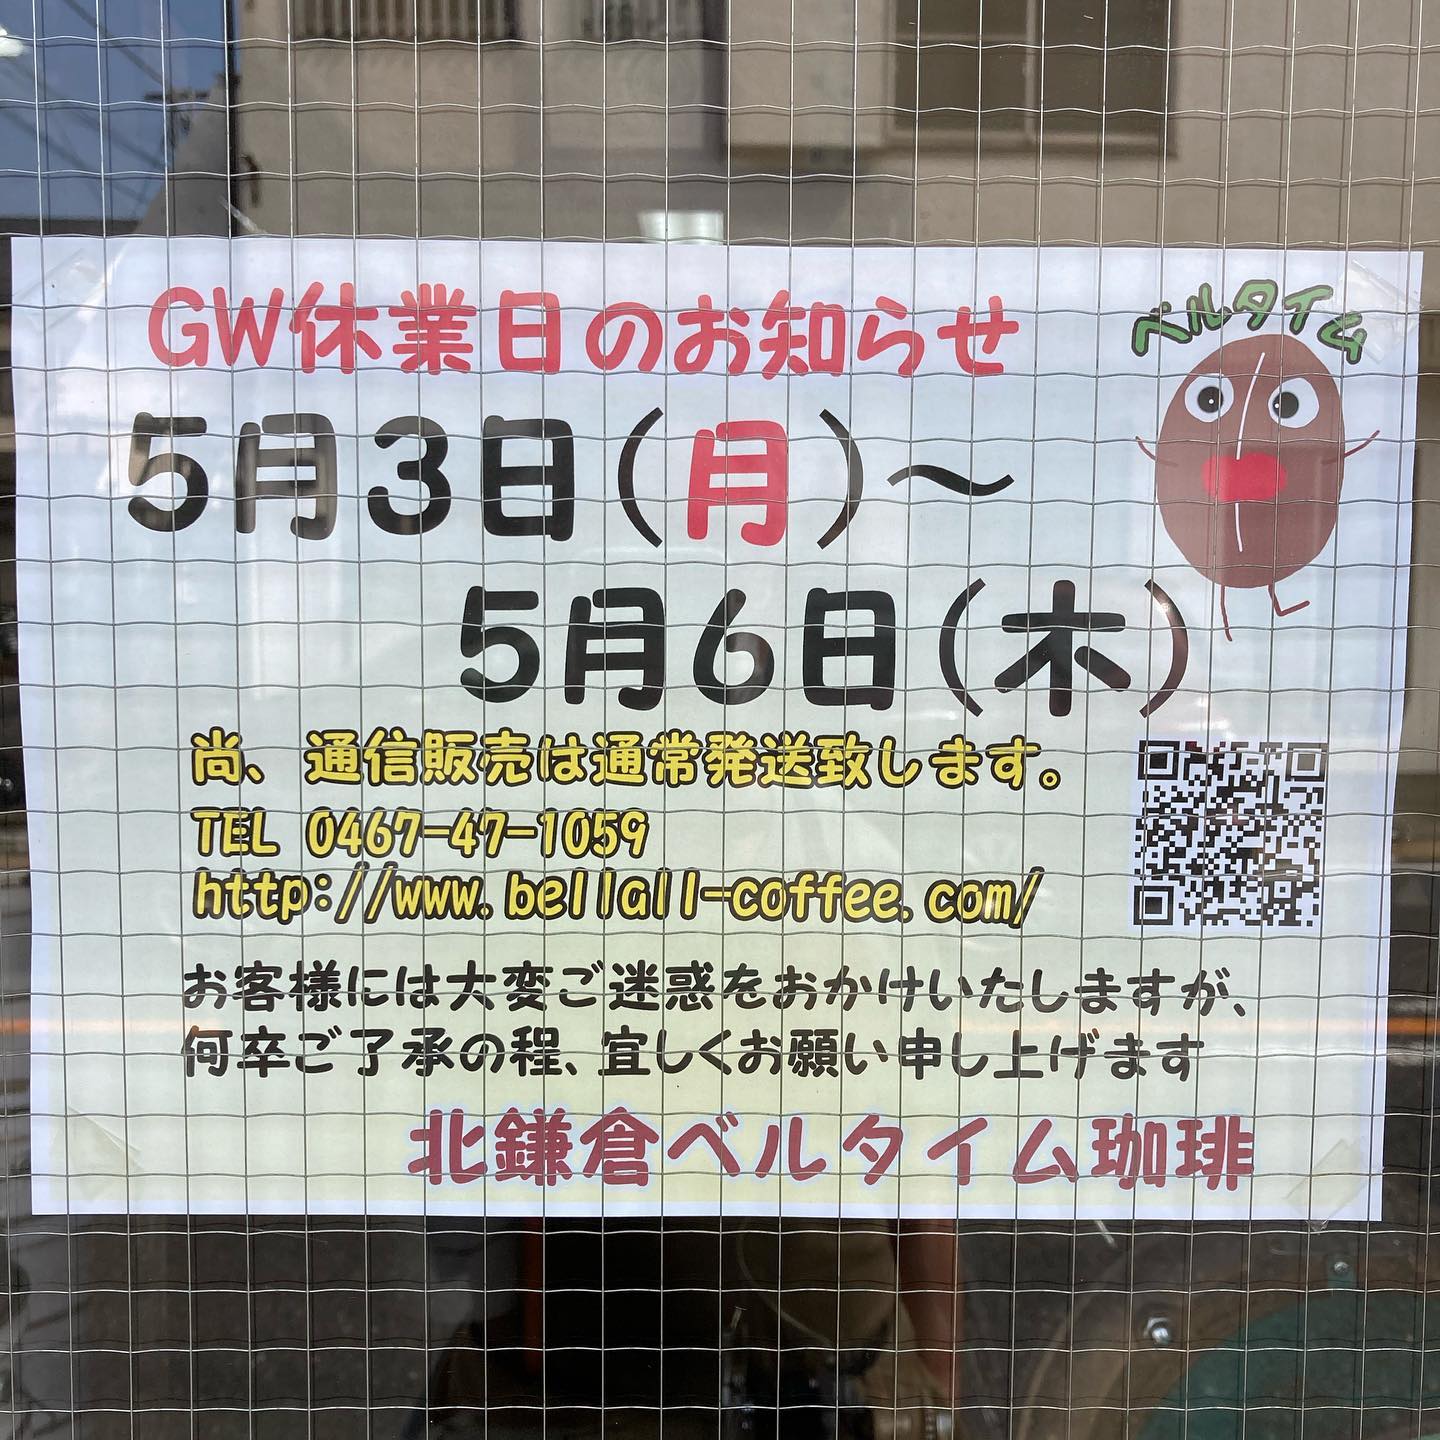 GW休業日のお知らせ
ベルタイム
5月3日(月)～
5月6日(木)
尚、通信販売は通常発送致します。
TEL 0467-47-1059
http://www.bellall-coffee.com/
お客様には大変ご迷惑をおかけいたしますが、
何卒ご了承の程、宜しくお願い申し上げます
北鎌倉ベルタイム珈琲